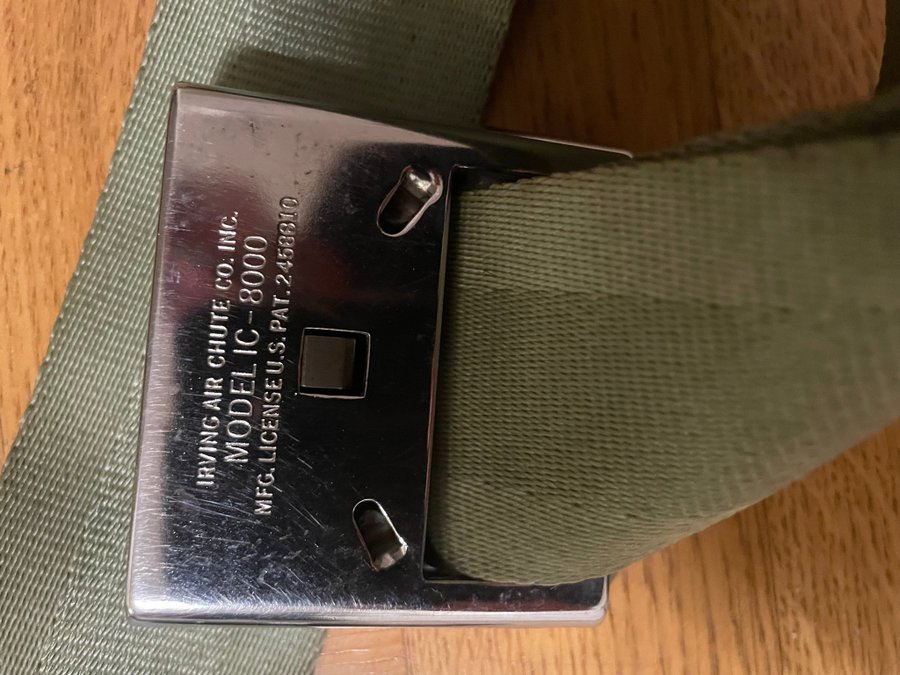 IRVING AIR CHUTE CO. INC.
MODEL IC-8000
MFG. LICENSE U.S. PAT. 2458810